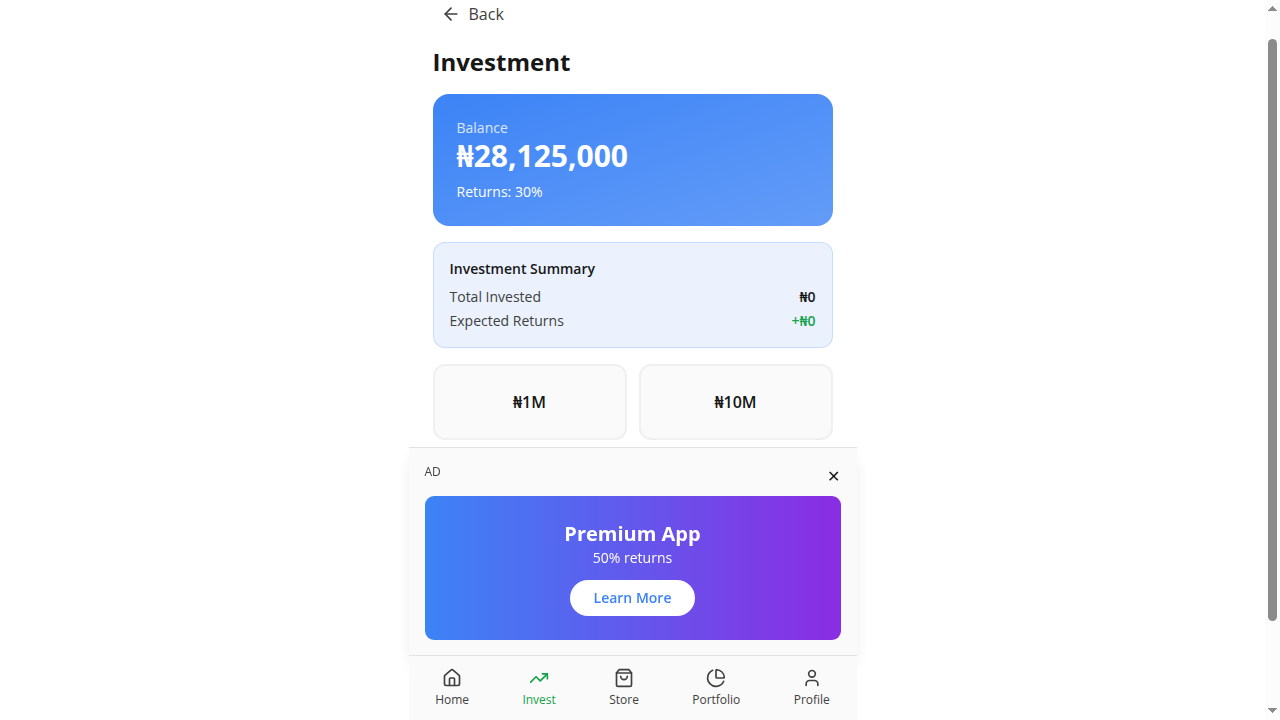 Back
Investment
Balance
₦28,125,000
Returns: 30%
Investment Summary
Total Invested ₦0
Expected Returns +₦0
₦1M ₦10M
AD ✕
Premium App
50% returns
Learn More
Home Invest Store Portfolio Profile